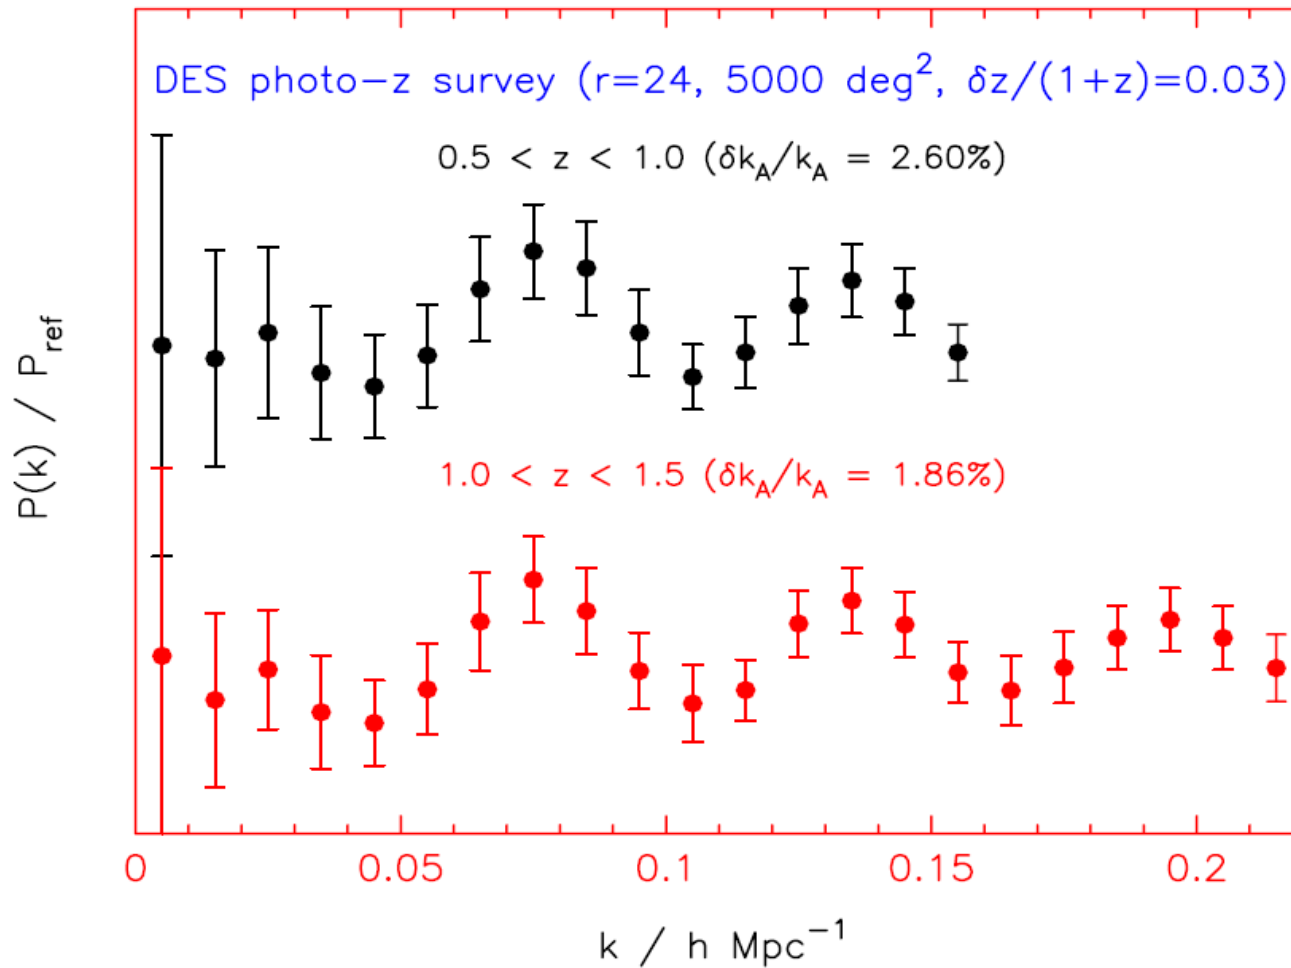 DES photo-z survey (r=24, 5000 deg², δz/(1+z)=0.03)
0.5 < z < 1.0 (δk_A/k_A = 2.60%)
P(k) / P_ref
1.0 < z < 1.5 (δk_A/k_A = 1.86%)
0 0.05 0.1 0.15 0.2
k / h Mpc⁻¹